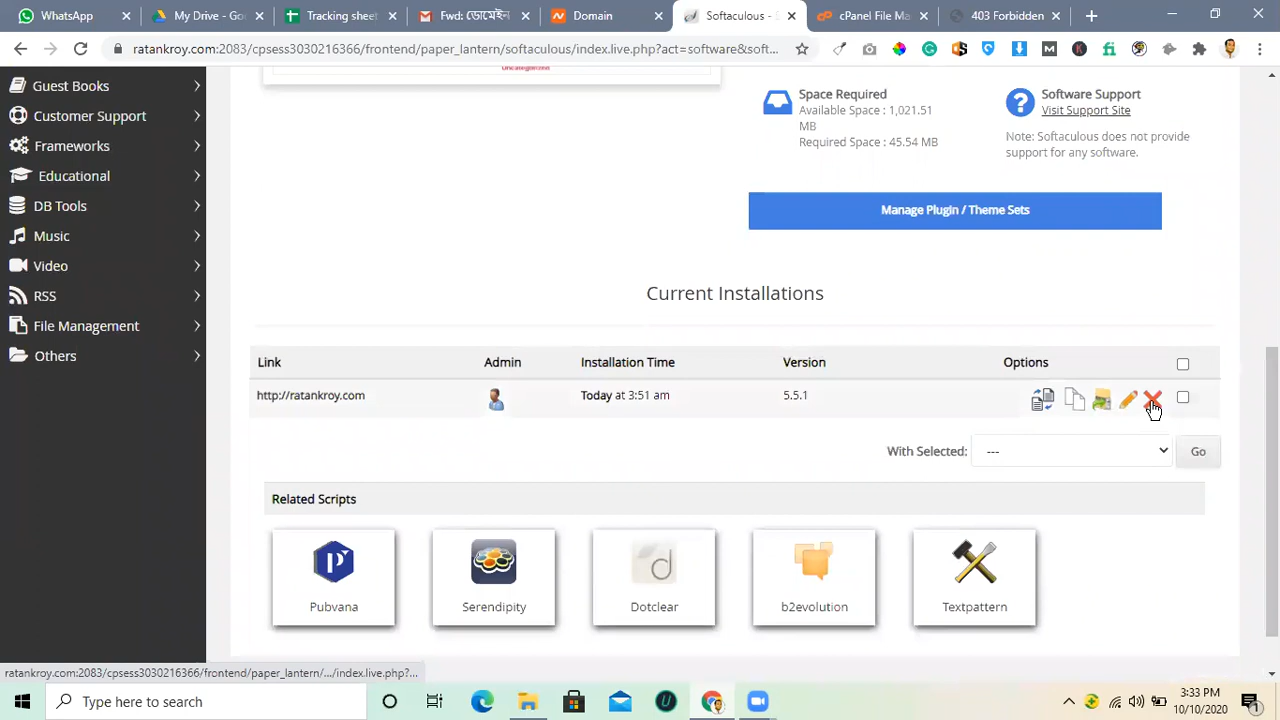 WhatsApp
My Drive - Goo
Tracking sheet
Fwd: ডোমেইন
Domain
Softaculous -
cPanel File Ma
403 Forbidden
ratankroy.com:2083/cpsess3030216366/frontend/paper_lantern/softaculous/index.live.php?act=software&soft...
Guest Books
Customer Support
Frameworks
Educational
DB Tools
Music
Video
RSS
File Management
Others
Space Required
Available Space : 1,021.51
MB
Required Space : 45.54 MB
Software Support
Visit Support Site
Note: Softaculous does not provide
support for any software.
Manage Plugin / Theme Sets
Current Installations
Link Admin Installation Time Version Options
http://ratankroy.com Today at 3:51 am 5.5.1
With Selected: --- Go
Related Scripts
Pubvana
Serendipity
Dotclear
b2evolution
Textpattern
ratankroy.com:2083/cpsess3030216366/frontend/paper_lantern/.../index.live.php?...
Type here to search
3:33 PM
10/10/2020